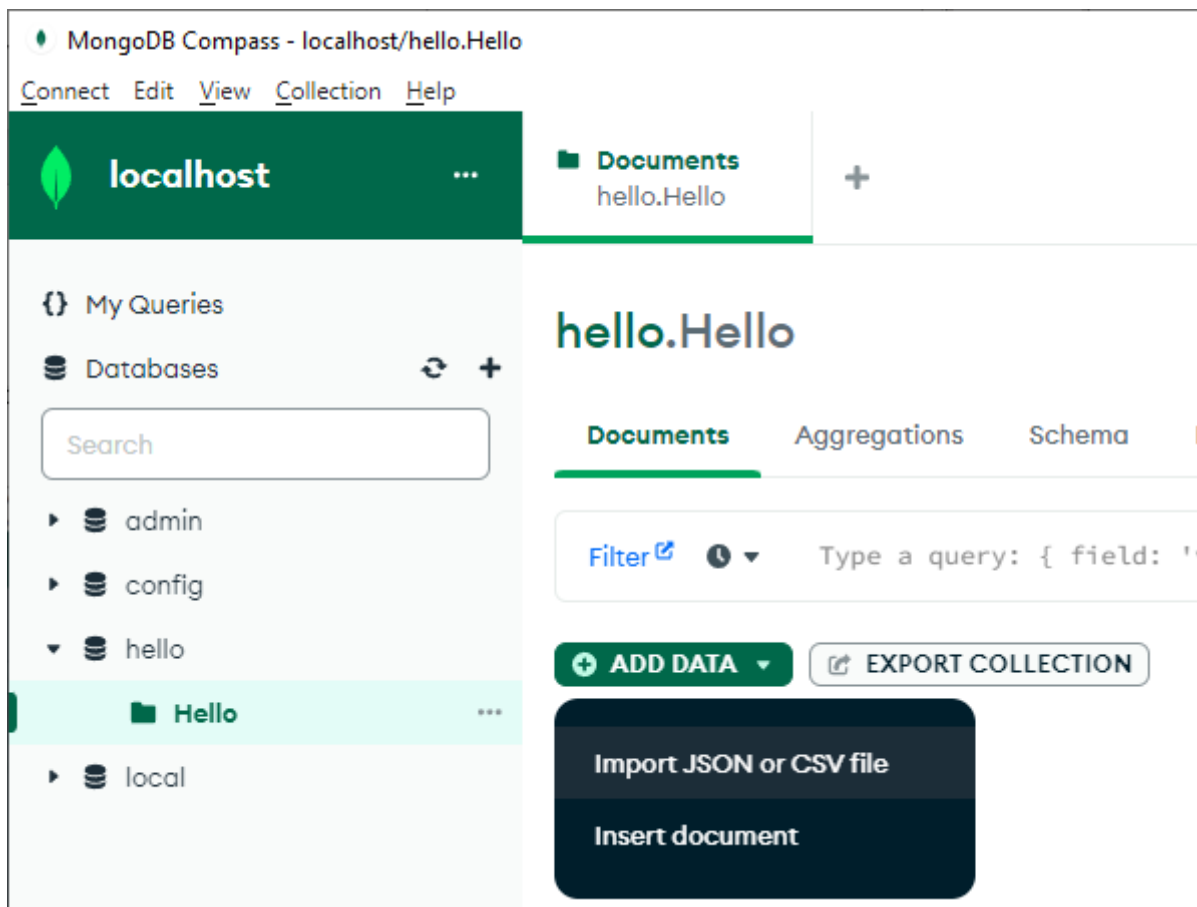 MongoDB Compass - localhost/hello.Hello
Connect Edit View Collection Help
localhost
Documents
hello.Hello
My Queries
Databases
Search
admin
config
hello
Hello
local
hello.Hello
Documents Aggregations Schema
Filter Type a query: { field: '
ADD DATA EXPORT COLLECTION
Import JSON or CSV file
Insert document